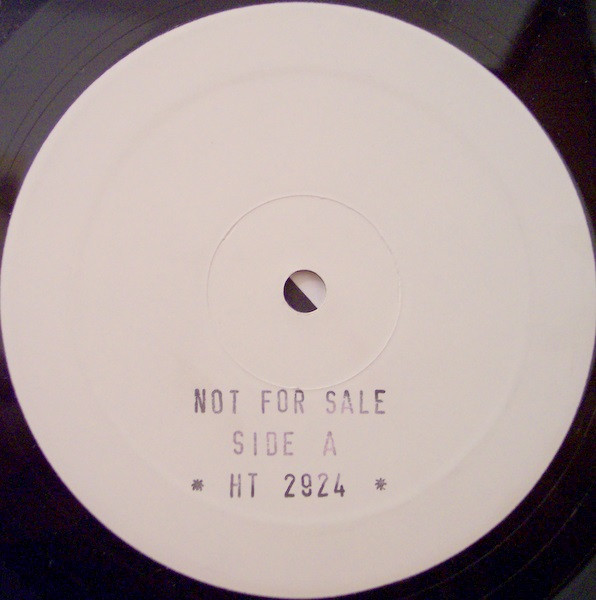 NOT FOR SALE
SIDE A
* HT 2924 *